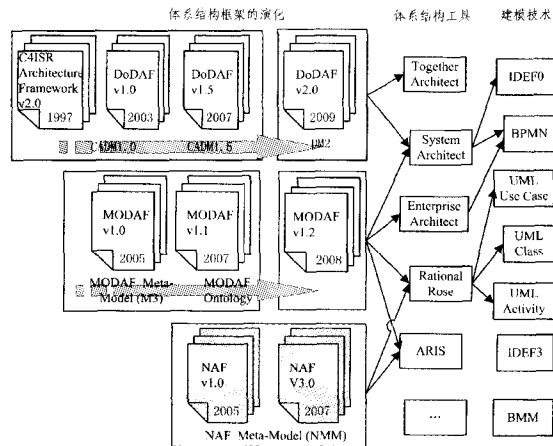 体系结构框架的演化
体系结构工具
建模技术
C4ISR
Architecture
Framework
v2.0
1997
DoDAF
v1.0
2003
DoDAF
v1.5
2007
DoDAF
v2.0
2009
CADM1.0
CADM1.5
DM2
MODAF
v1.0
2005
MODAF
v1.1
2007
MODAF
v1.2
2008
MODAF Meta-
Model (M3)
MODAF
Ontology
NAF
v1.0
2005
NAF
V3.0
2007
NAF Meta-Model (NMM)
Together
Architect
System
Architect
Enterprise
Architect
Rational
Rose
ARIS
…
IDEF0
BPMN
UML
Use Case
UML
Class
UML
Activity
IDEF3
BMM